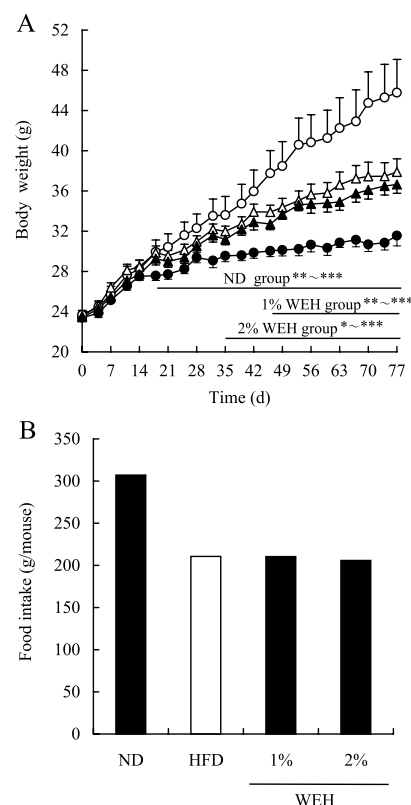 A
52
48
44
40
36
32
28
24
20
Body weight (g)
ND group **~***
1% WEH group **~***
2% WEH group *~***
0 7 14 21 28 35 42 49 56 63 70 77
Time (d)
B
350
300
250
200
150
100
50
0
Food intake (g/mouse)
ND HFD 1% 2%
WEH